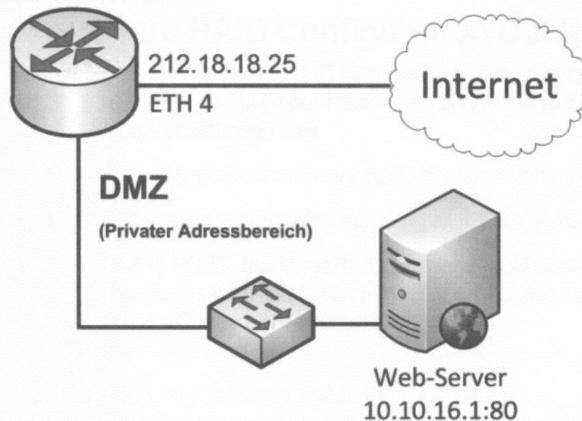 212.18.18.25
ETH 4
Internet
DMZ
(Privater Adressbereich)
Web-Server
10.10.16.1:80